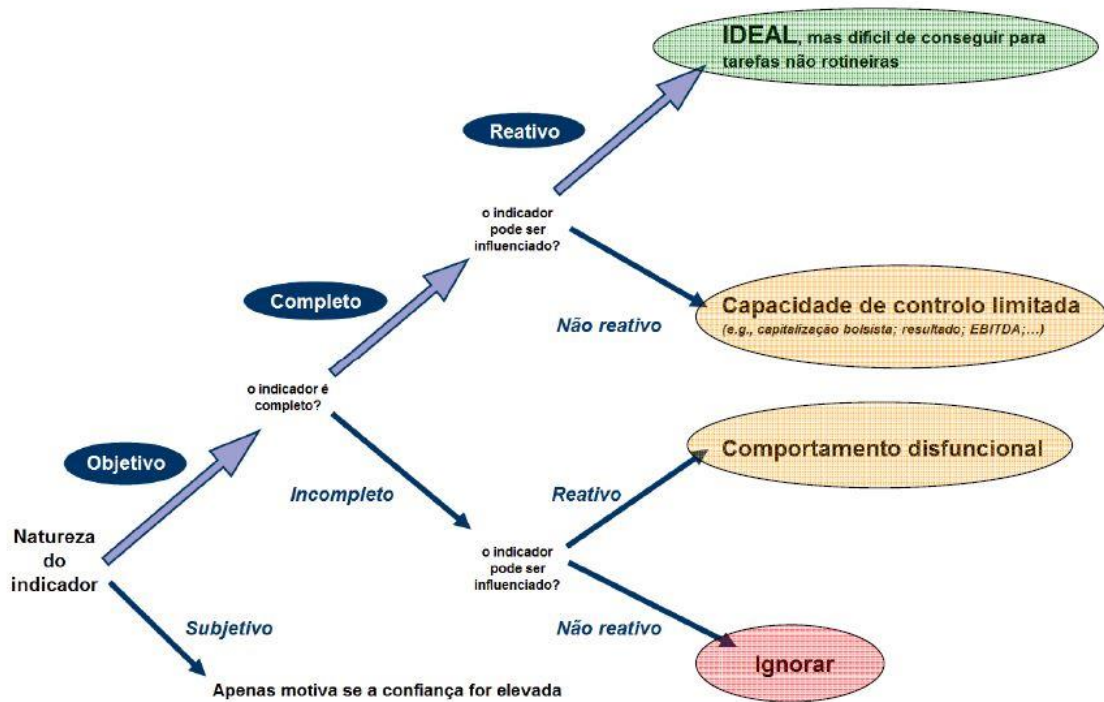 IDEAL, mas dificil de conseguir para
tarefas não rotineiras
Reativo
o indicador
pode ser
influenciado?
Completo
Não reativo
Capacidade de controlo limitada
(e.g., capitalização bolsista; resultado; EBITDA;...)
o indicador é
completo?
Objetivo
Incompleto
Reativo
Comportamento disfuncional
Natureza
do
indicador
o indicador
pode ser
influenciado?
Subjetivo
Não reativo
Ignorar
Apenas motiva se a confiança for elevada